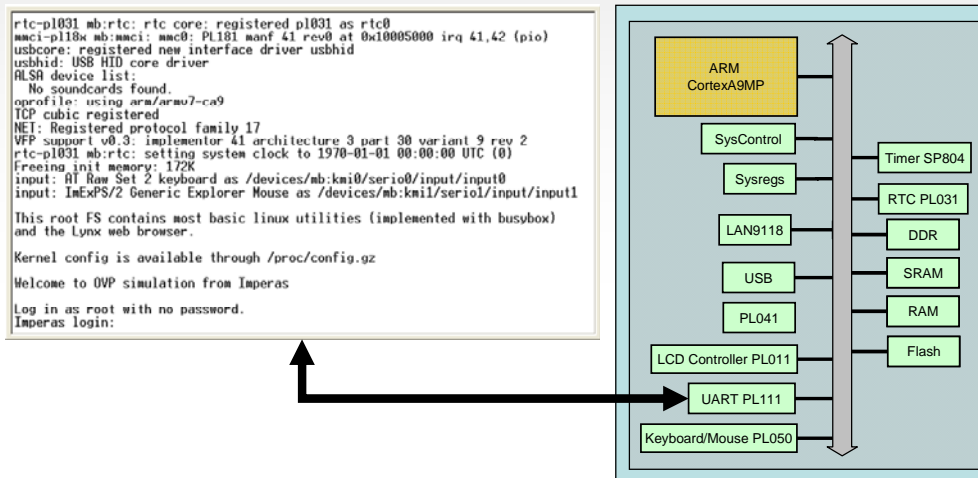 rtc-pl031 mb:rtc: rtc core: registered pl031 as rtc0
mmci-pl18x mb:mmci: mmc0: PL181 manf 41 rev0 at 0x10005000 irq 41,42 (pio)
usbcore: registered new interface driver usbhid
usbhid: USB HID core driver
ALSA device list:
  No soundcards found.
oprofile: using arm/armv7-ca9
TCP cubic registered
NET: Registered protocol family 17
VFP support v0.3: implementor 41 architecture 3 part 30 variant 9 rev 2
rtc-pl031 mb:rtc: setting system clock to 1970-01-01 00:00:00 UTC (0)
Freeing init memory: 172K
input: AT Raw Set 2 keyboard as /devices/mb:kmi0/serio0/input/input0
input: ImExPS/2 Generic Explorer Mouse as /devices/mb:kmi1/serio1/input/input1
This root FS contains most basic linux utilities (implemented with busybox)
and the Lynx web browser.
Kernel config is available through /proc/config.gz
Welcome to OVP simulation from Imperas
Log in as root with no password.
Imperas login:
ARM
CortexA9MP
SysControl
Sysregs
LAN9118
USB
PL041
LCD Controller PL011
UART PL111
Keyboard/Mouse PL050
Timer SP804
RTC PL031
DDR
SRAM
RAM
Flash